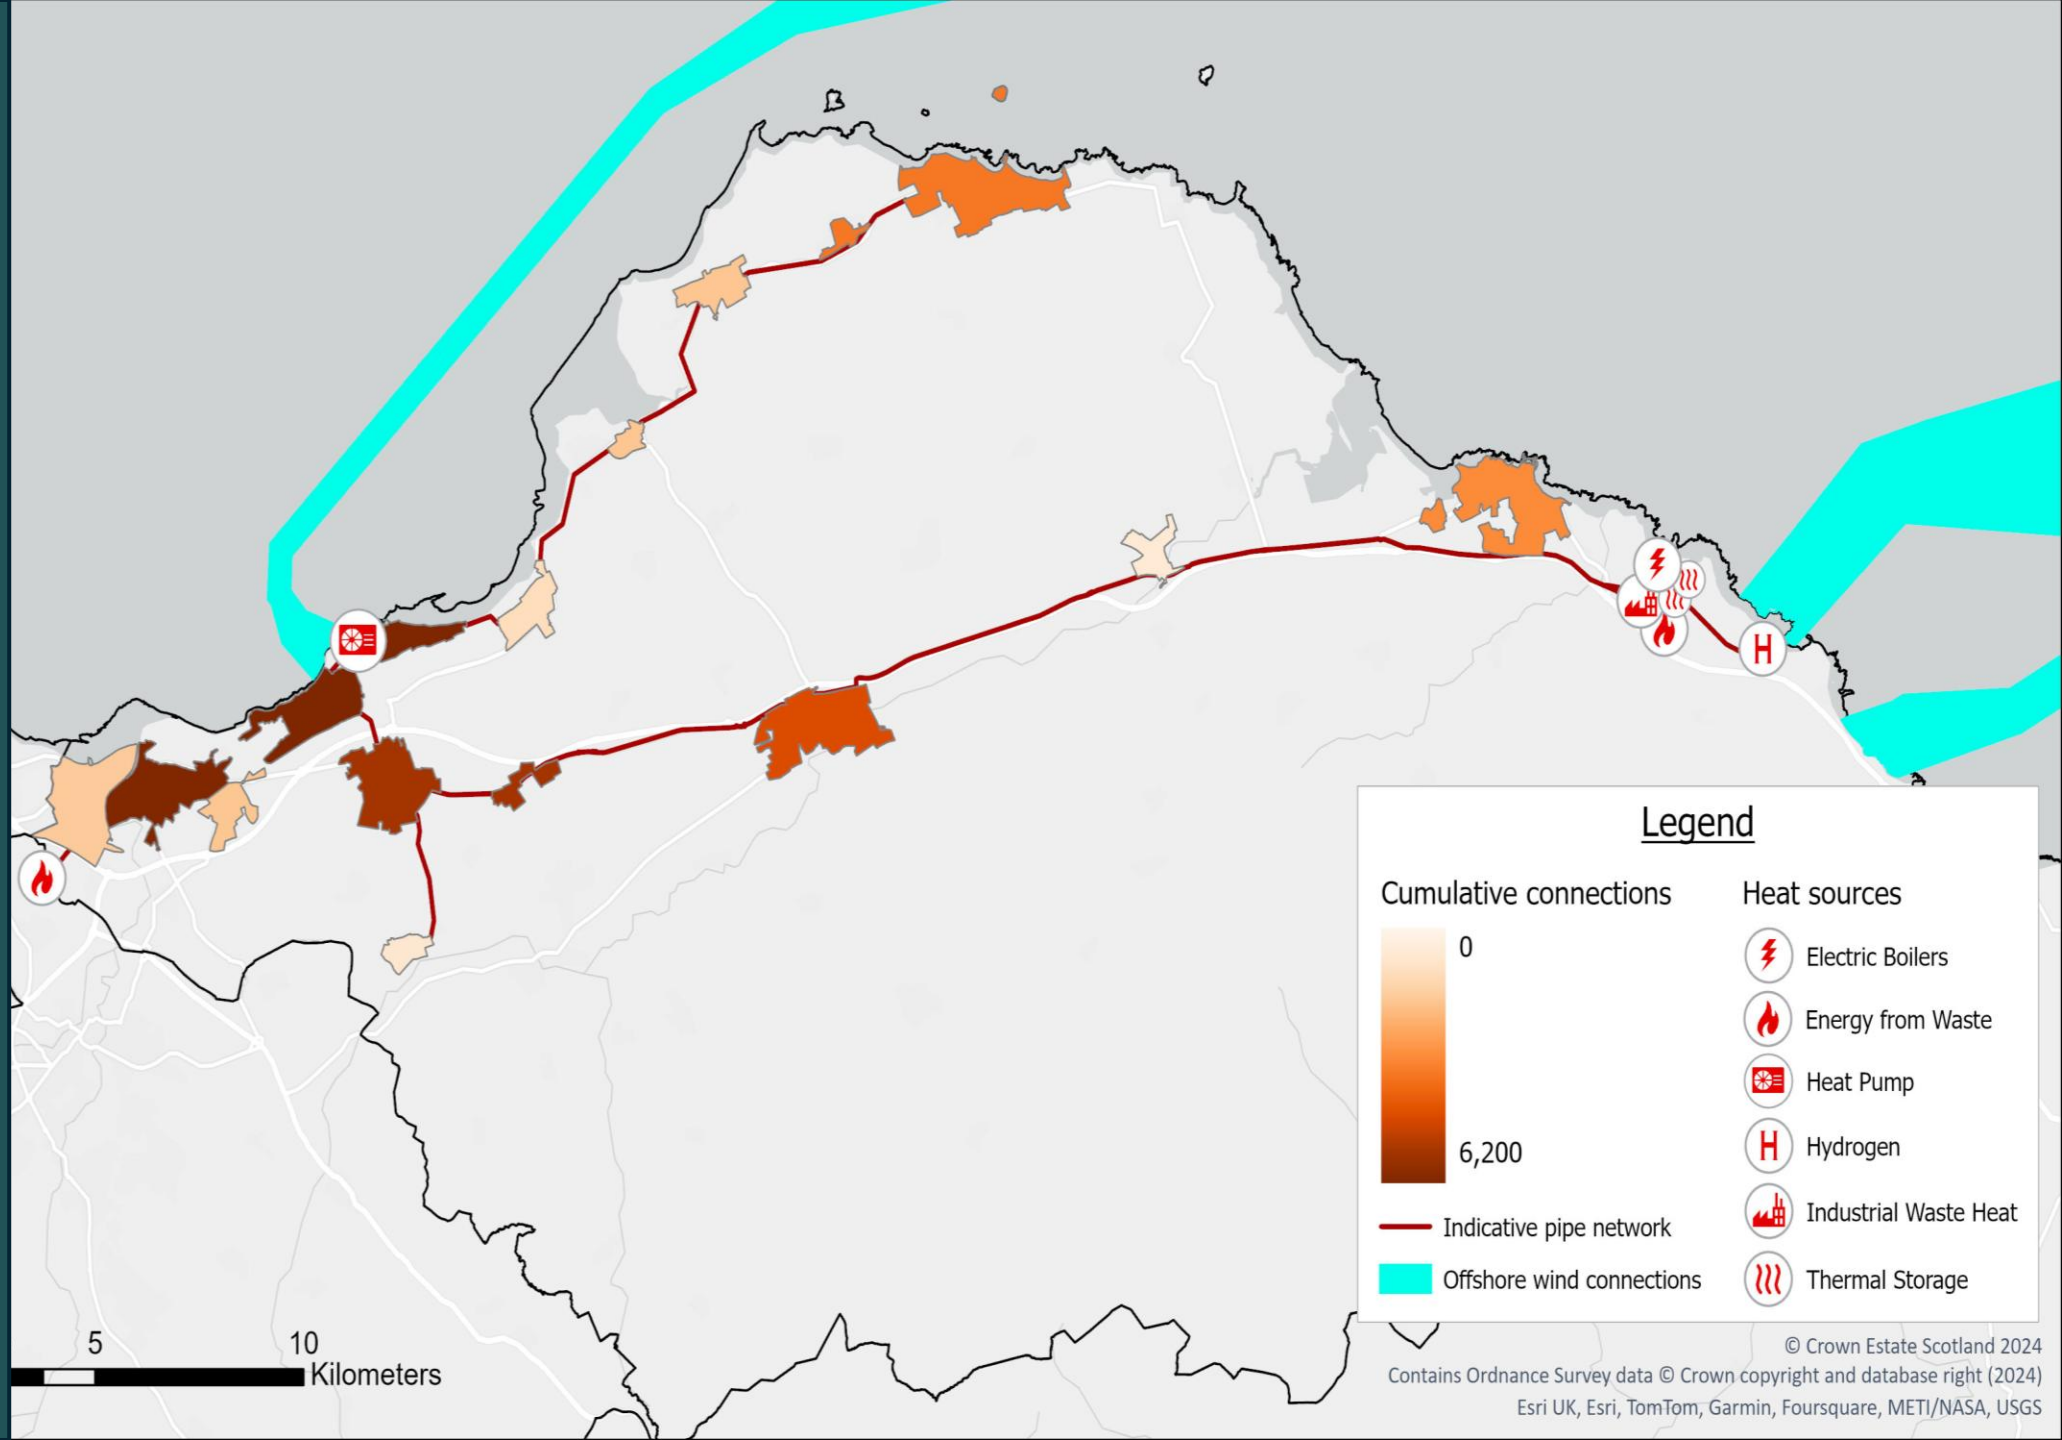 Legend
Cumulative connections
0
6,200
Indicative pipe network
Offshore wind connections
Heat sources
Electric Boilers
Energy from Waste
Heat Pump
H Hydrogen
Industrial Waste Heat
Thermal Storage
H
5 10
Kilometers
© Crown Estate Scotland 2024
Contains Ordnance Survey data © Crown copyright and database right (2024)
Esri UK, Esri, TomTom, Garmin, Foursquare, METI/NASA, USGS